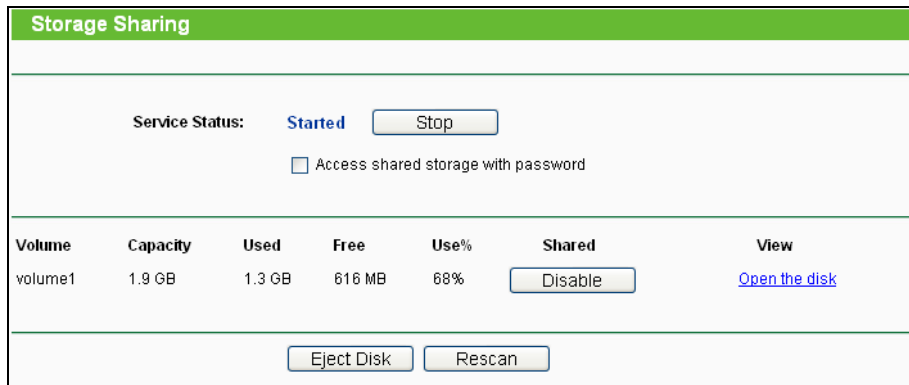 Storage Sharing
Service Status: Started Stop
Access shared storage with password
Volume Capacity Used Free Use% Shared View
volume1 1.9 GB 1.3 GB 616 MB 68% Disable Open the disk
Eject Disk Rescan